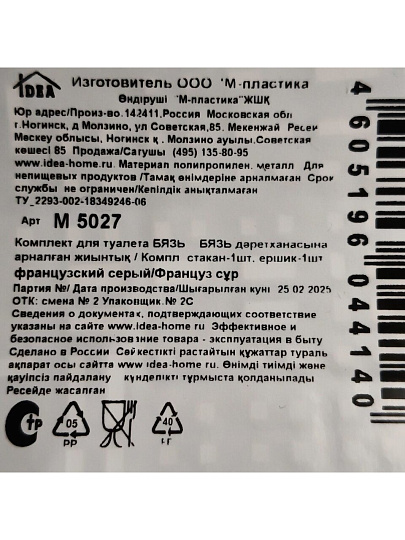 IDEA
Изготовитель ООО "М-пластика"
Өндіруші "М-пластика"ЖШҚ
Юр адрес/Произ-во.142411,Россия Московская обл
г.Ногинск, д Молзино, ул Советская,85. Мекенжай Ресей
Мәскеу облысы, Ногинск қ. Молзино ауылы.Советская
көшесі 85 Продажа/Сатушы (495) 135-80-95
www.idea-home.ru. Материал полипропилен. металл Для
непищевых продуктов /Тамақ өнімдеріне арналмаған Срок
службы не ограничен/Кепілдік анықталмаған
ТУ_2293-002-18349246-06
Арт М 5027
Комплект для туалета БЯЗЬ БЯЗЬ дәретханасына
арналған жиынтық / Компл стакан-1шт. ершик-1шт
французский серый/Француз сұр
Партия №/ Дата производства/Шығарылған күні 25 02 2025
ОТК: смена № 2 Упаковщик. № 2С
Сведения о документах, подтверждающих соответствие
указаны на сайте www.idea-home.ru Эффективное и
безопасное использование товара - эксплуатация в быту
Сделано в России Сәйкестікті растайтын құжаттар туралы
ақпарат осы сайтта www.idea-home.ru. Өнімді тиімді және
қауіпсіз пайдалану күнделікті тұрмыста қолданылады
Ресейде жасалған
тр
05
PP
40
4 605196 044140